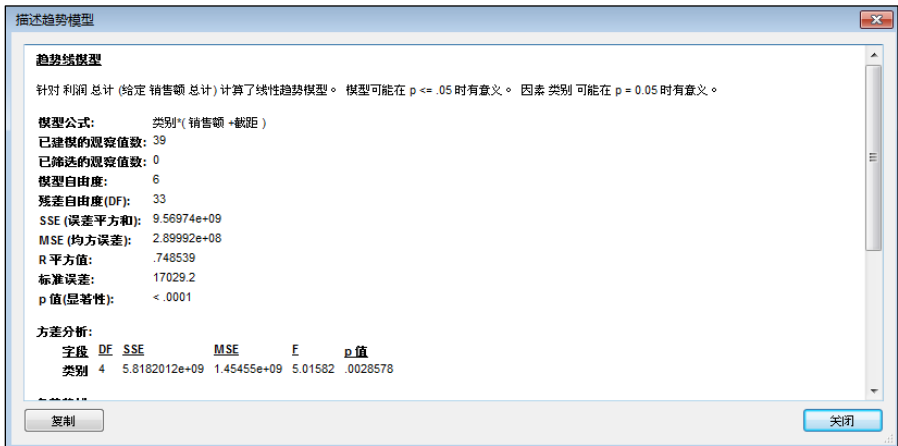 描述趋势模型
趋势线模型
针对 利润 总计 (给定 销售额 总计) 计算了线性趋势模型。 模型可能在 p <= .05 时有意义。 因素 类别 可能在 p = 0.05 时有意义。
模型公式: 类别*( 销售额 +截距 )
已建模的观察值数: 39
已筛选的观察值数: 0
模型自由度: 6
残差自由度(DF): 33
SSE (误差平方和): 9.56974e+09
MSE (均方误差): 2.89992e+08
R 平方值: .748539
标准误差: 17029.2
p 值(显著性): < .0001
方差分析:
字段 DF SSE MSE F p 值
类别 4 5.8182012e+09 1.45455e+09 5.01582 .0028578
复制 关闭